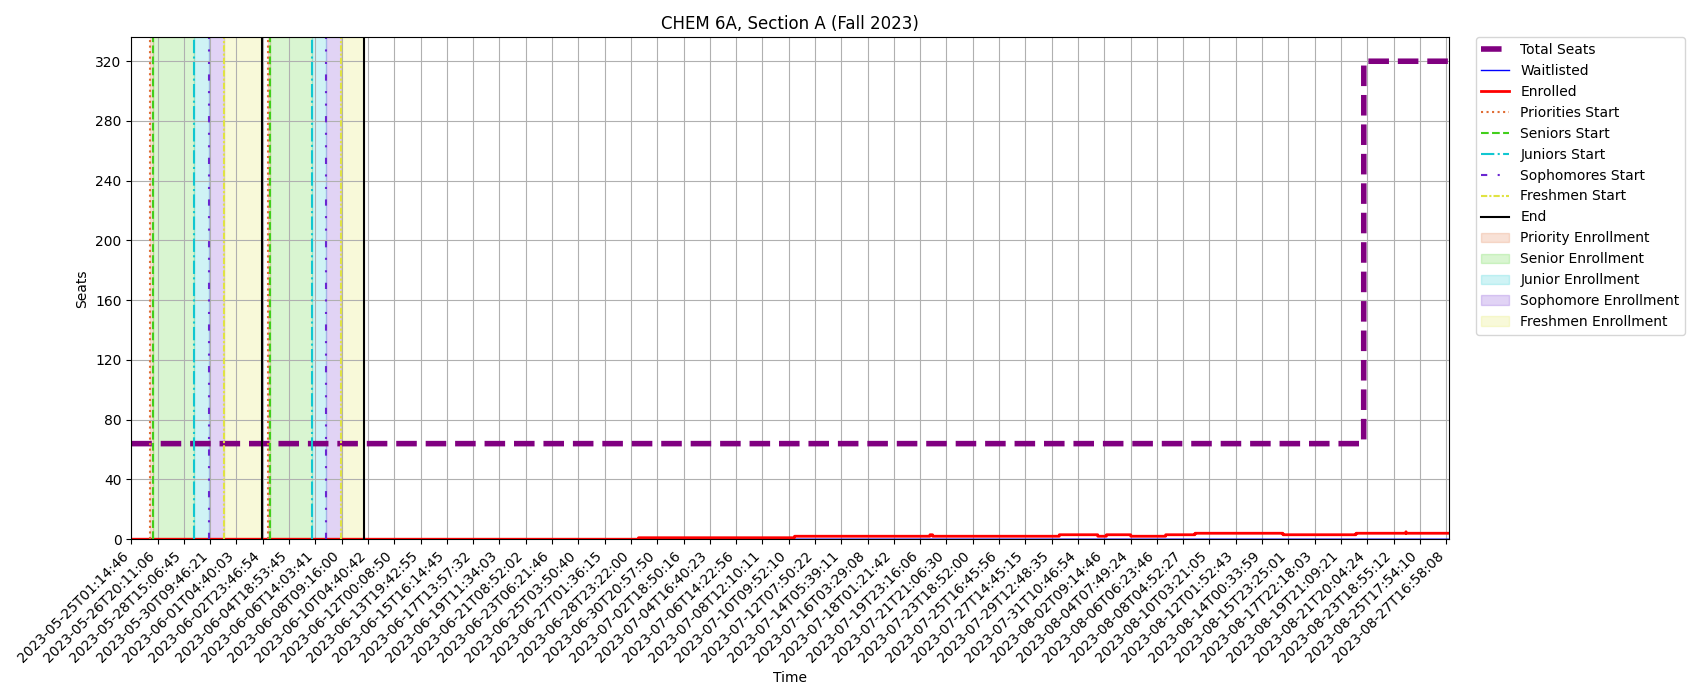 CHEM 6A, Section A (Fall 2023)
Seats
320
280
240
200
160
120
80
40
0
2023-05-25T01:14:46
2023-05-26T20:11:06
2023-05-28T15:06:45
2023-05-30T09:46:21
2023-06-01T04:40:03
2023-06-02T23:46:54
2023-06-04T18:53:45
2023-06-06T14:03:41
2023-06-08T09:16:00
2023-06-10T04:40:42
2023-06-12T00:08:50
2023-06-13T19:42:55
2023-06-15T16:14:45
2023-06-17T13:57:32
2023-06-19T11:34:03
2023-06-21T08:52:02
2023-06-23T06:21:46
2023-06-25T03:50:40
2023-06-27T01:36:15
2023-06-28T23:22:00
2023-06-30T20:57:50
2023-07-02T18:50:16
2023-07-04T16:40:23
2023-07-06T14:22:56
2023-07-08T12:10:11
2023-07-10T09:52:10
2023-07-12T07:50:22
2023-07-14T05:39:11
2023-07-16T03:29:08
2023-07-18T01:21:42
2023-07-19T23:16:06
2023-07-21T21:06:30
2023-07-23T18:52:00
2023-07-25T16:45:56
2023-07-27T14:45:15
2023-07-29T12:48:35
2023-07-31T10:46:54
2023-08-02T09:14:46
2023-08-04T07:49:24
2023-08-06T06:23:46
2023-08-08T04:52:27
2023-08-10T03:21:05
2023-08-12T01:52:43
2023-08-14T00:33:59
2023-08-15T23:25:01
2023-08-17T22:18:03
2023-08-19T21:09:21
2023-08-21T20:04:24
2023-08-23T18:55:12
2023-08-25T17:54:10
2023-08-27T16:58:08
Time
Total Seats
Waitlisted
Enrolled
Priorities Start
Seniors Start
Juniors Start
Sophomores Start
Freshmen Start
End
Priority Enrollment
Senior Enrollment
Junior Enrollment
Sophomore Enrollment
Freshmen Enrollment